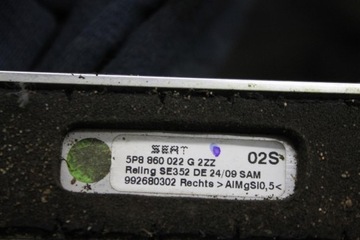 SEAT 02S
5P8 860 022 G 2ZZ
Reling SE352 DE 24/09 SAM
992680302 Rechts >AlMgSi0,5<